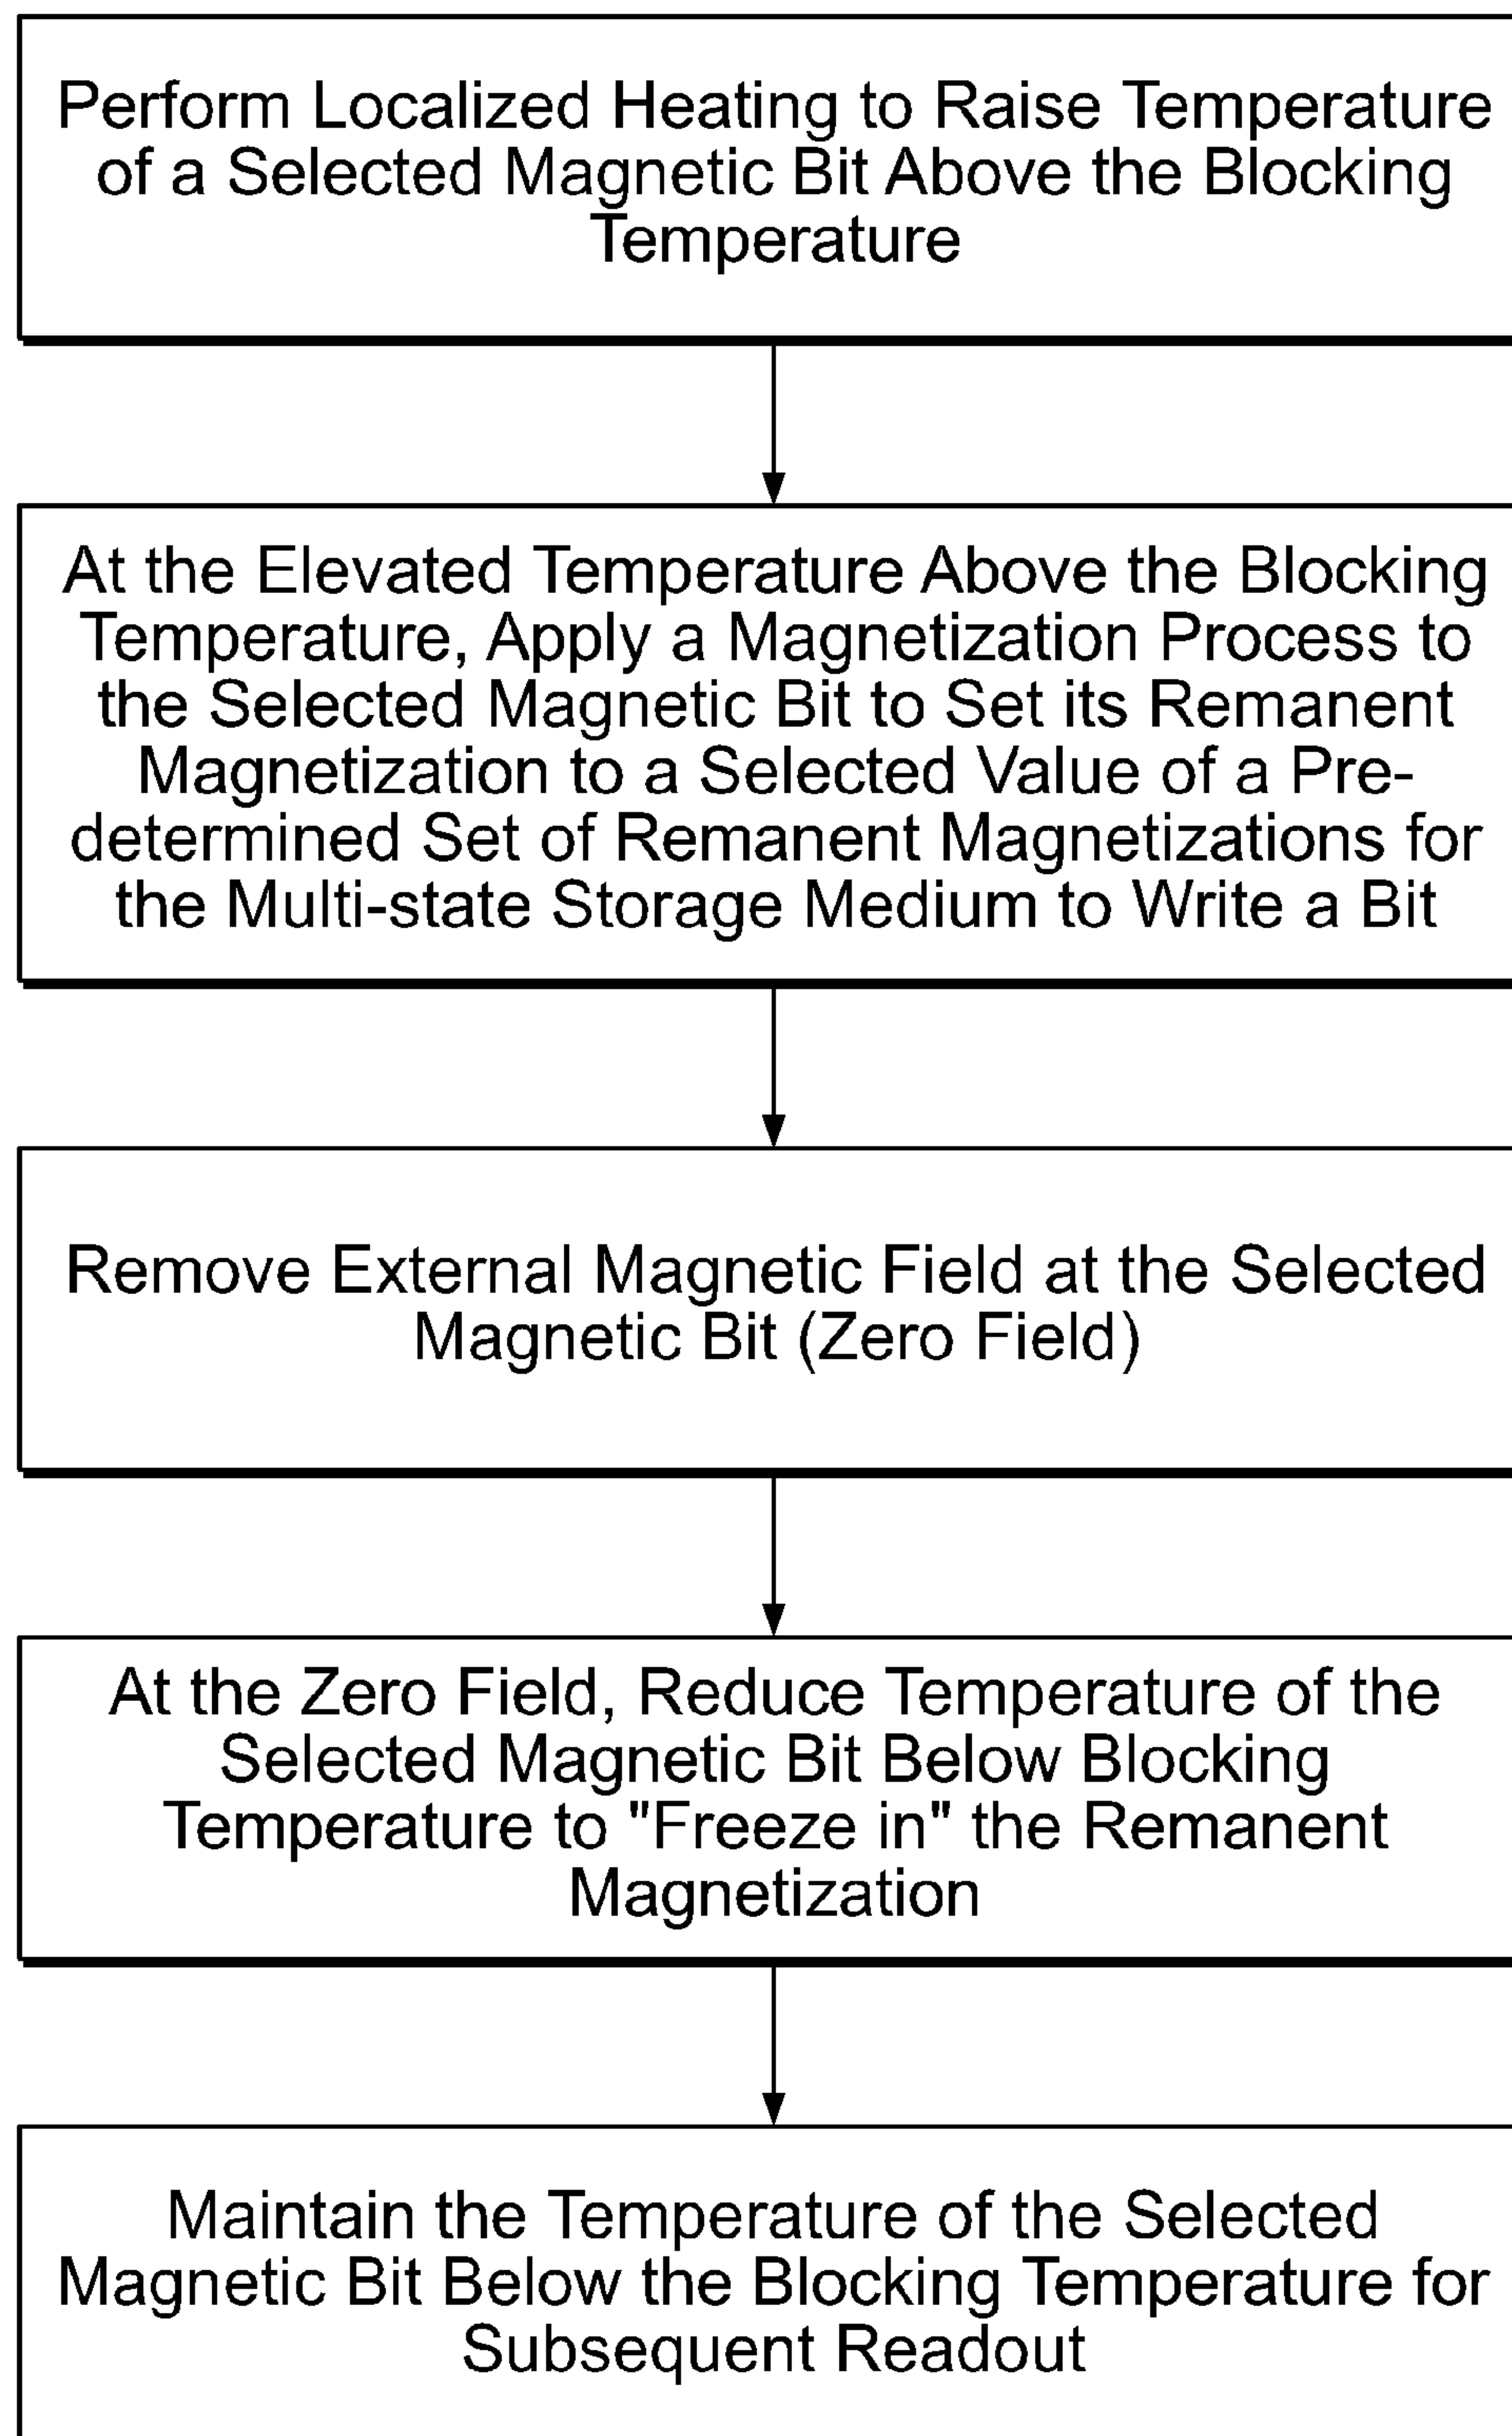 Perform Localized Heating to Raise Temperature
of a Selected Magnetic Bit Above the Blocking
Temperature
At the Elevated Temperature Above the Blocking
Temperature, Apply a Magnetization Process to
the Selected Magnetic Bit to Set its Remanent
Magnetization to a Selected Value of a Pre-
determined Set of Remanent Magnetizations for
the Multi-state Storage Medium to Write a Bit
Remove External Magnetic Field at the Selected
Magnetic Bit (Zero Field)
At the Zero Field, Reduce Temperature of the
Selected Magnetic Bit Below Blocking
Temperature to "Freeze in" the Remanent
Magnetization
Maintain the Temperature of the Selected
Magnetic Bit Below the Blocking Temperature for
Subsequent Readout